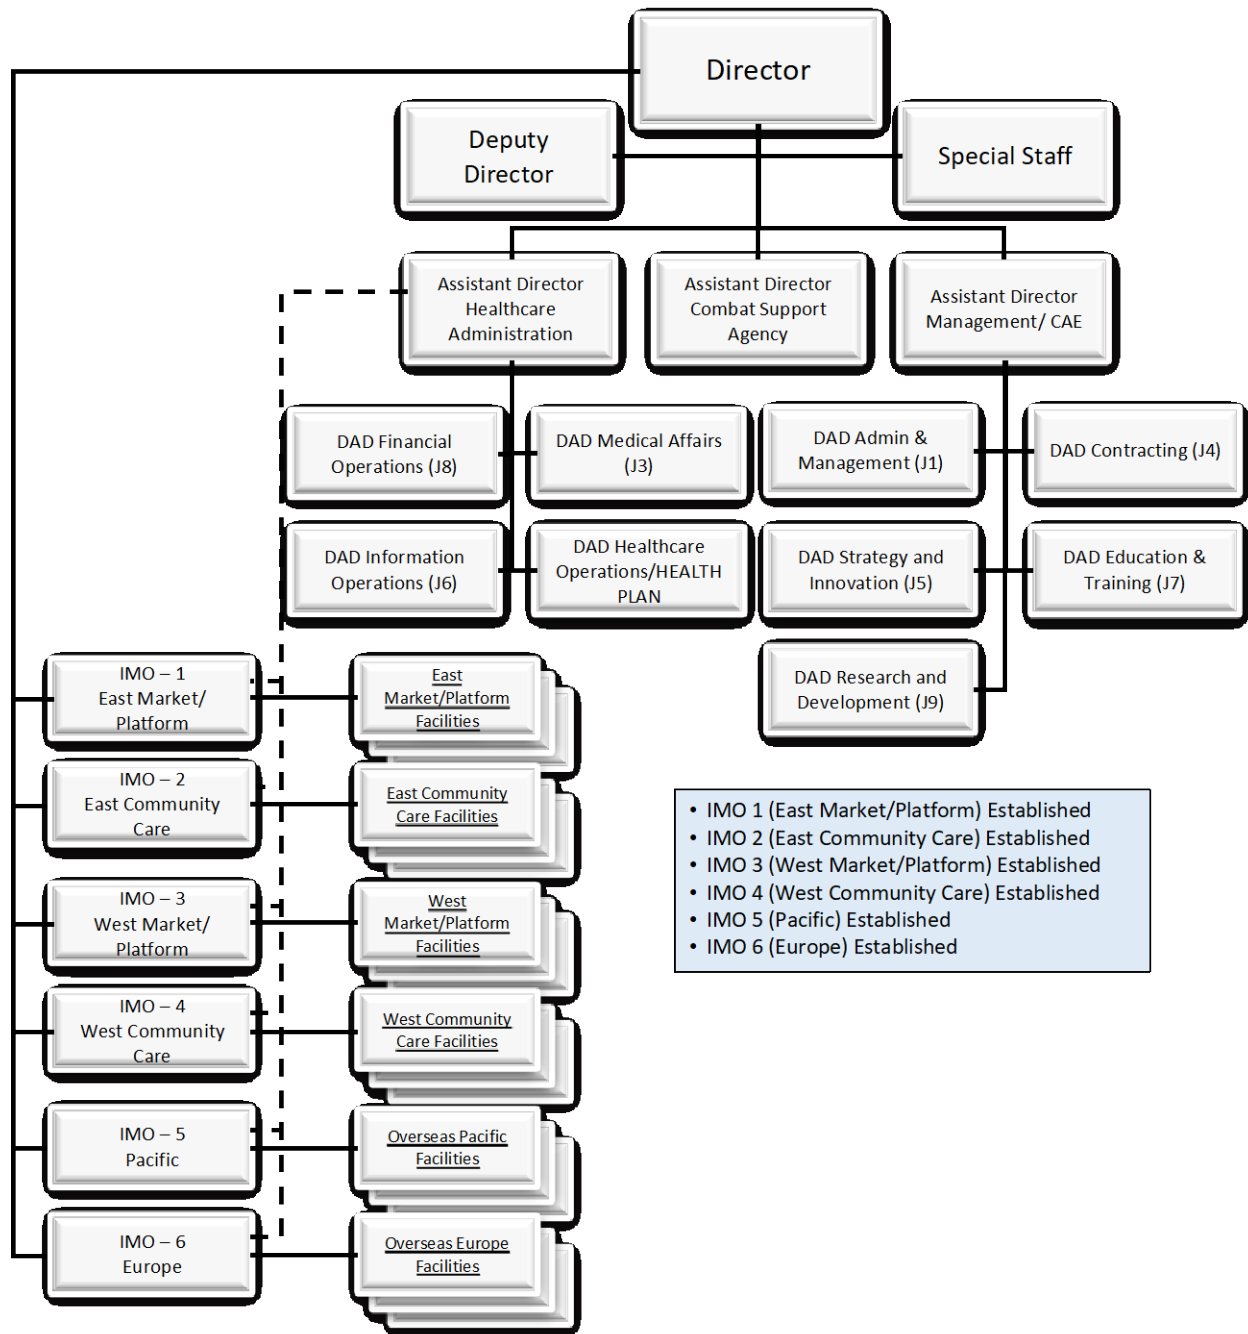 Director
Deputy
Director
Special Staff
Assistant Director
Healthcare
Administration
Assistant Director
Combat Support
Agency
Assistant Director
Management/ CAE
DAD Financial
Operations (J8)
DAD Medical Affairs
(J3)
DAD Admin &
Management (J1)
DAD Contracting (J4)
DAD Information
Operations (J6)
DAD Healthcare
Operations/HEALTH
PLAN
DAD Strategy and
Innovation (J5)
DAD Education &
Training (J7)
DAD Research and
Development (J9)
IMO – 1
East Market/
Platform
East
Market/Platform
Facilities
IMO – 2
East Community
Care
East Community
Care Facilities
IMO – 3
West Market/
Platform
West
Market/Platform
Facilities
IMO – 4
West Community
Care
West Community
Care Facilities
IMO – 5
Pacific
Overseas Pacific
Facilities
IMO – 6
Europe
Overseas Europe
Facilities
• IMO 1 (East Market/Platform) Established
• IMO 2 (East Community Care) Established
• IMO 3 (West Market/Platform) Established
• IMO 4 (West Community Care) Established
• IMO 5 (Pacific) Established
• IMO 6 (Europe) Established